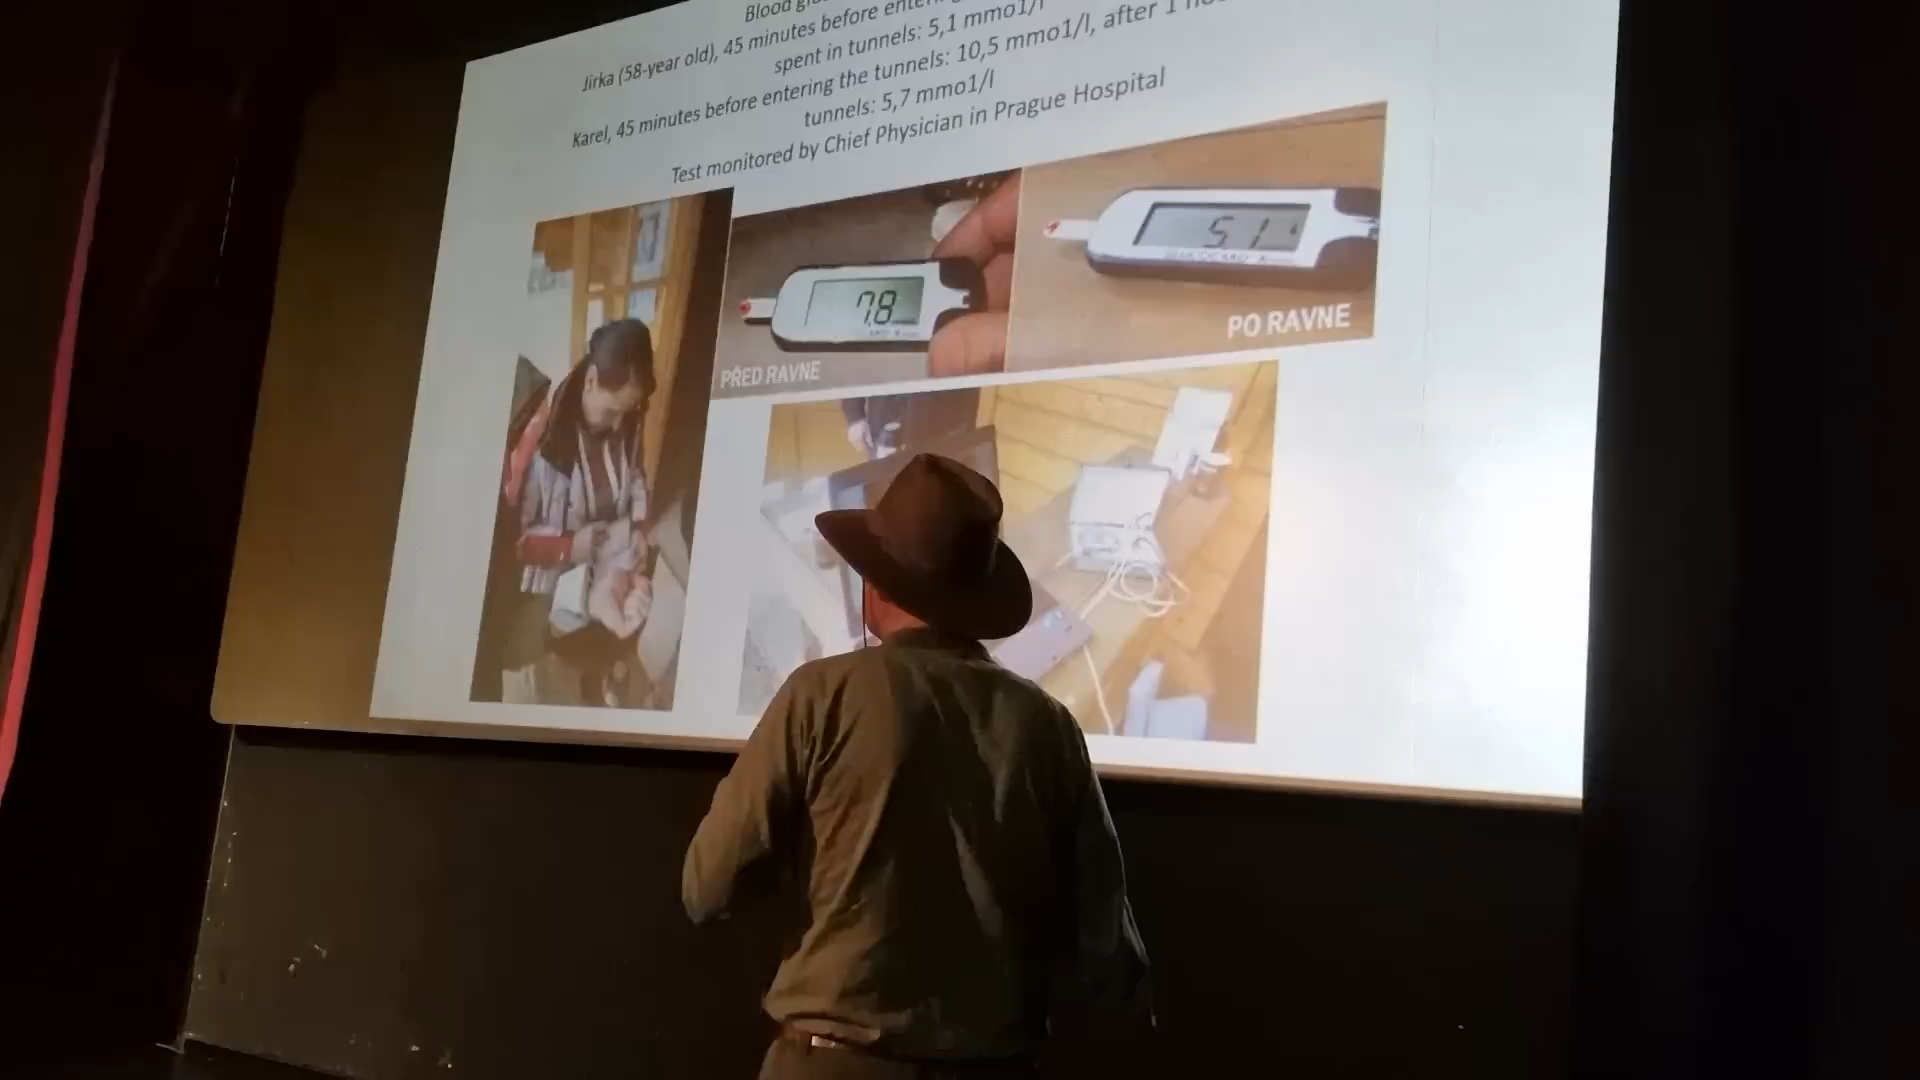 Blood
Jirka (58-year old), 45 minutes before
spent in tunnels: 5,1 mmo1/l
Karel, 45 minutes before entering the tunnels: 10,5 mmo1/l, after 1
tunnels: 5,7 mmo1/l
Test monitored by Chief Physician in Prague Hospital
7.8
5.1
PŘED RAVNE
PO RAVNE